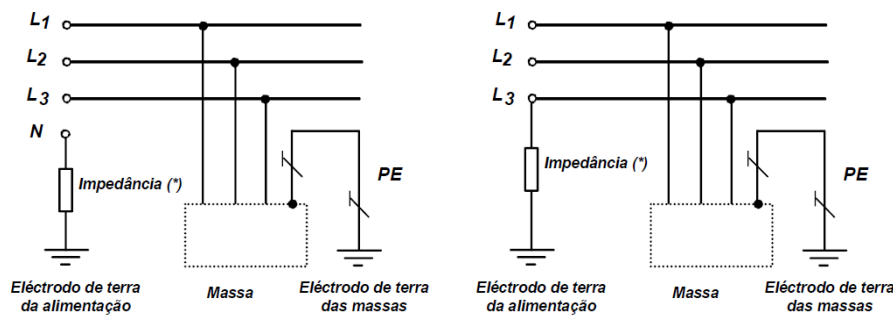 L1
L2
L3
N
Impedância (*)
PE
Eléctrodo de terra
da alimentação
Massa
Eléctrodo de terra
das massas
L1
L2
L3
Impedância (*)
PE
Eléctrodo de terra
da alimentação
Massa
Eléctrodo de terra
das massas